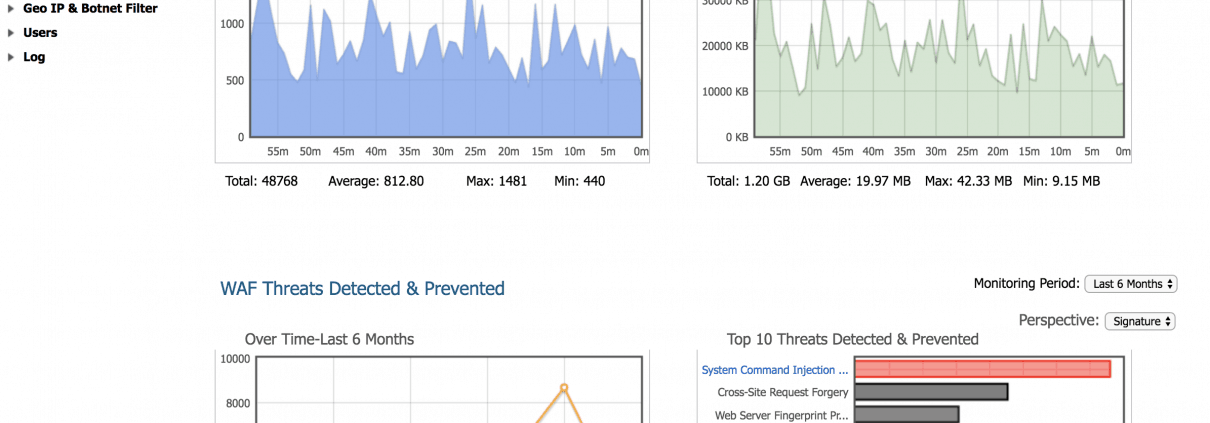 Geo IP & Botnet Filter
Users
Log
1000
500
0
55m 50m 45m 40m 35m 30m 25m 20m 15m 10m 5m 0m
Total: 48768 Average: 812.80 Max: 1481 Min: 440
30000 KB
20000 KB
10000 KB
0 KB
55m 50m 45m 40m 35m 30m 25m 20m 15m 10m 5m 0m
Total: 1.20 GB Average: 19.97 MB Max: 42.33 MB Min: 9.15 MB
WAF Threats Detected & Prevented
Monitoring Period: Last 6 Months
Perspective: Signature
Over Time-Last 6 Months
10000
8000
Top 10 Threats Detected & Prevented
System Command Injection ...
Cross-Site Request Forgery
Web Server Fingerprint Pr...